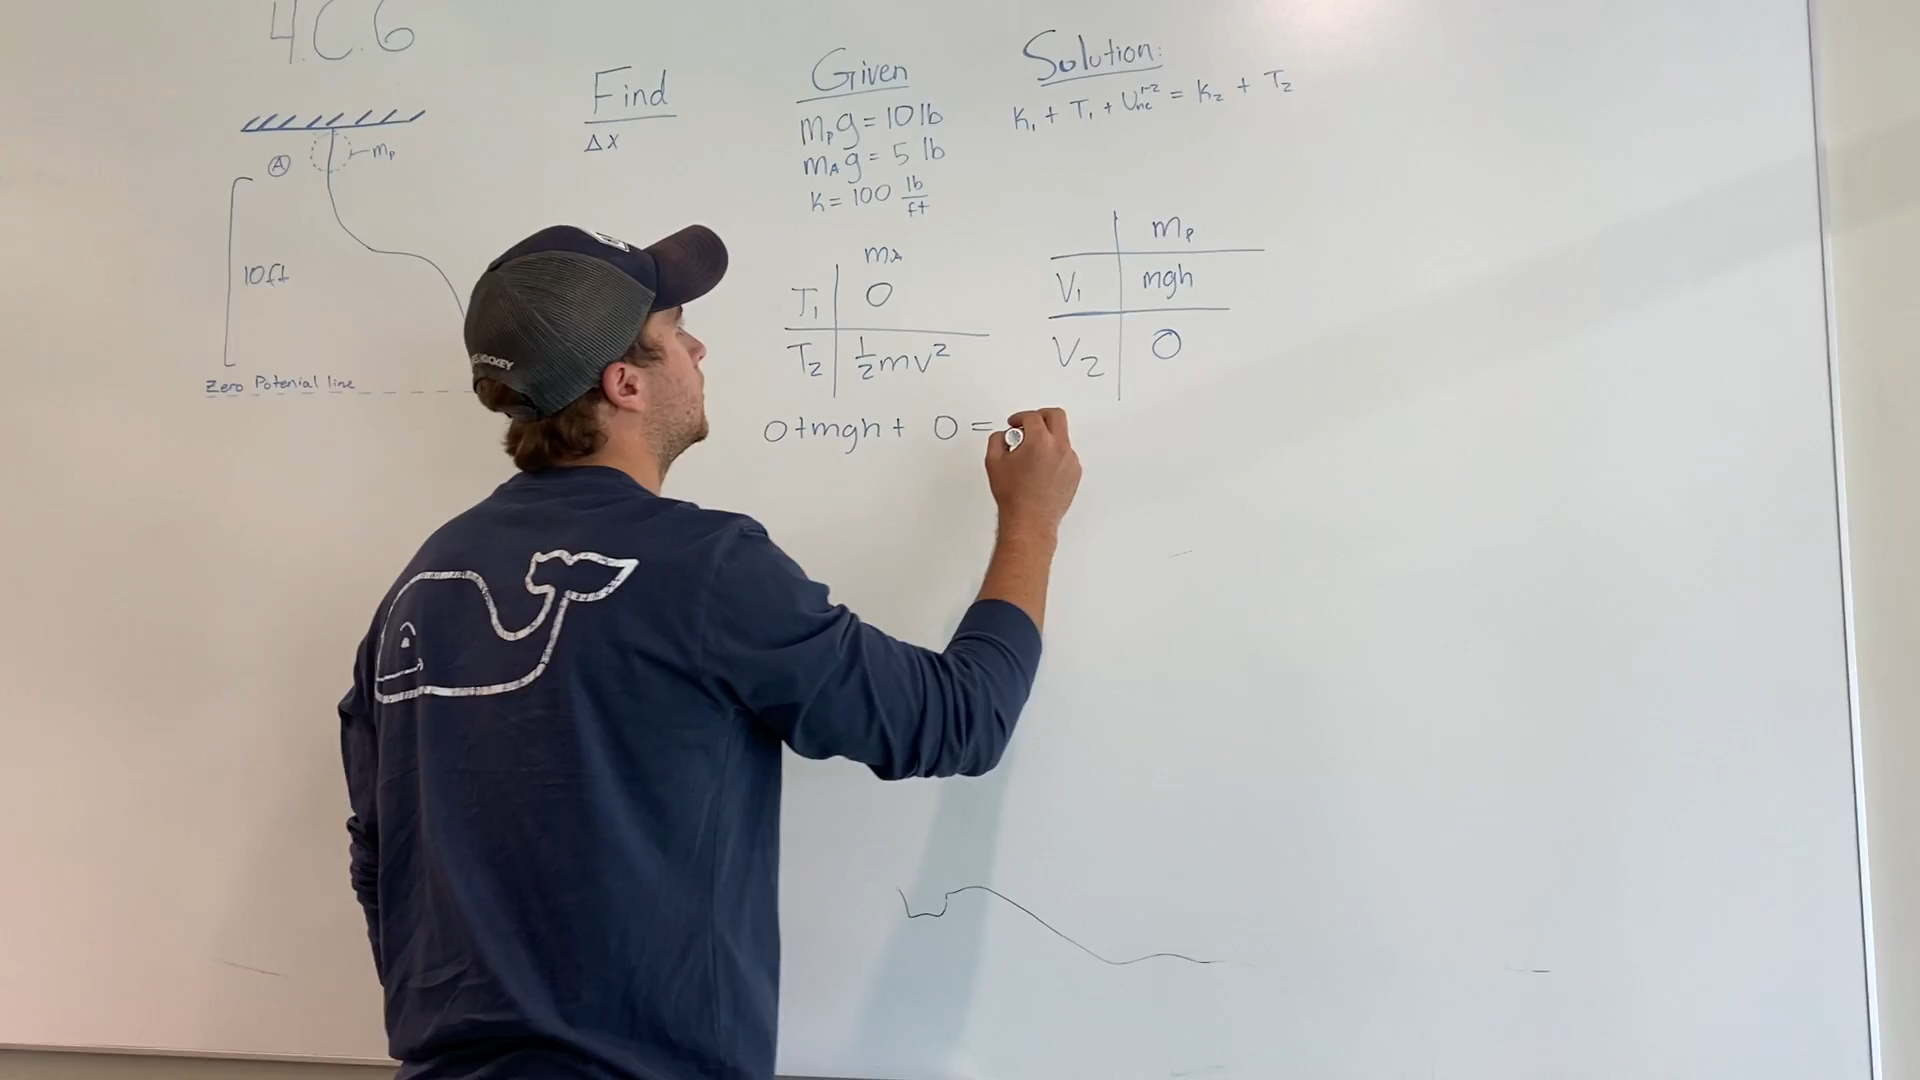 4.C.6
A
m_P
10ft
Zero Potenial line
Find
Δx
Given
m_P g = 10 lb
m_A g = 5 lb
k = 100 lb/ft
Solution:
K₁ + T₁ + U_nc^1-2 = K₂ + T₂
m_A
T₁ 0
T₂ ½mv²
m_P
V₁ mgh
V₂ 0
0+mgh+ 0 =